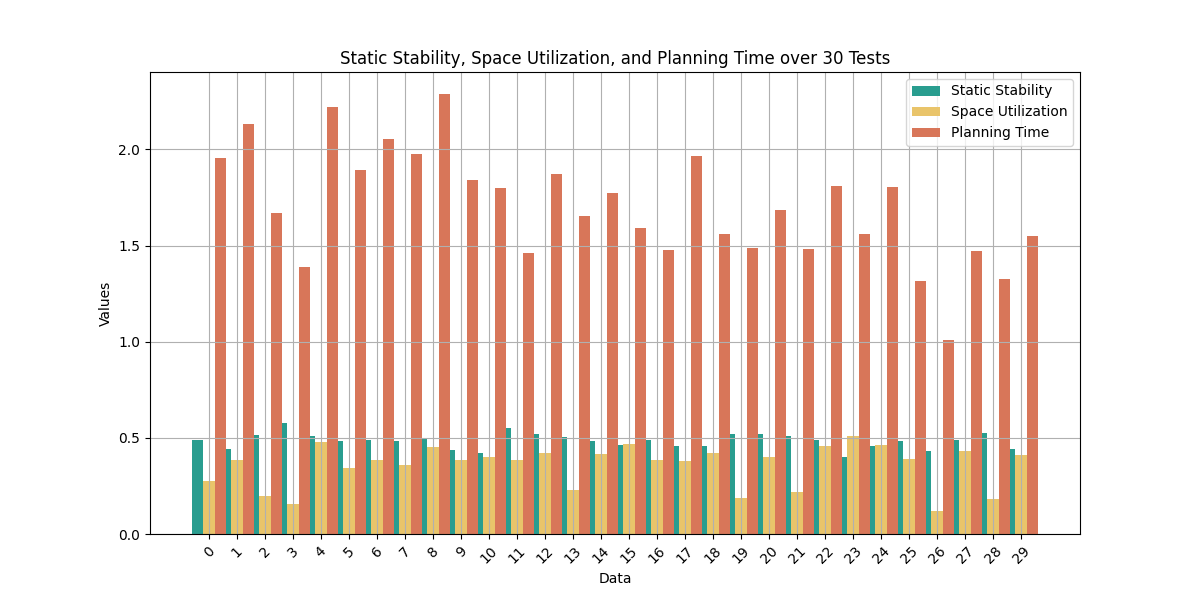 Static Stability, Space Utilization, and Planning Time over 30 Tests
Static Stability
Space Utilization
Planning Time
Values
2.0
1.5
1.0
0.5
0.0
0 1 2 3 4 5 6 7 8 9 10 11 12 13 14 15 16 17 18 19 20 21 22 23 24 25 26 27 28 29
Data